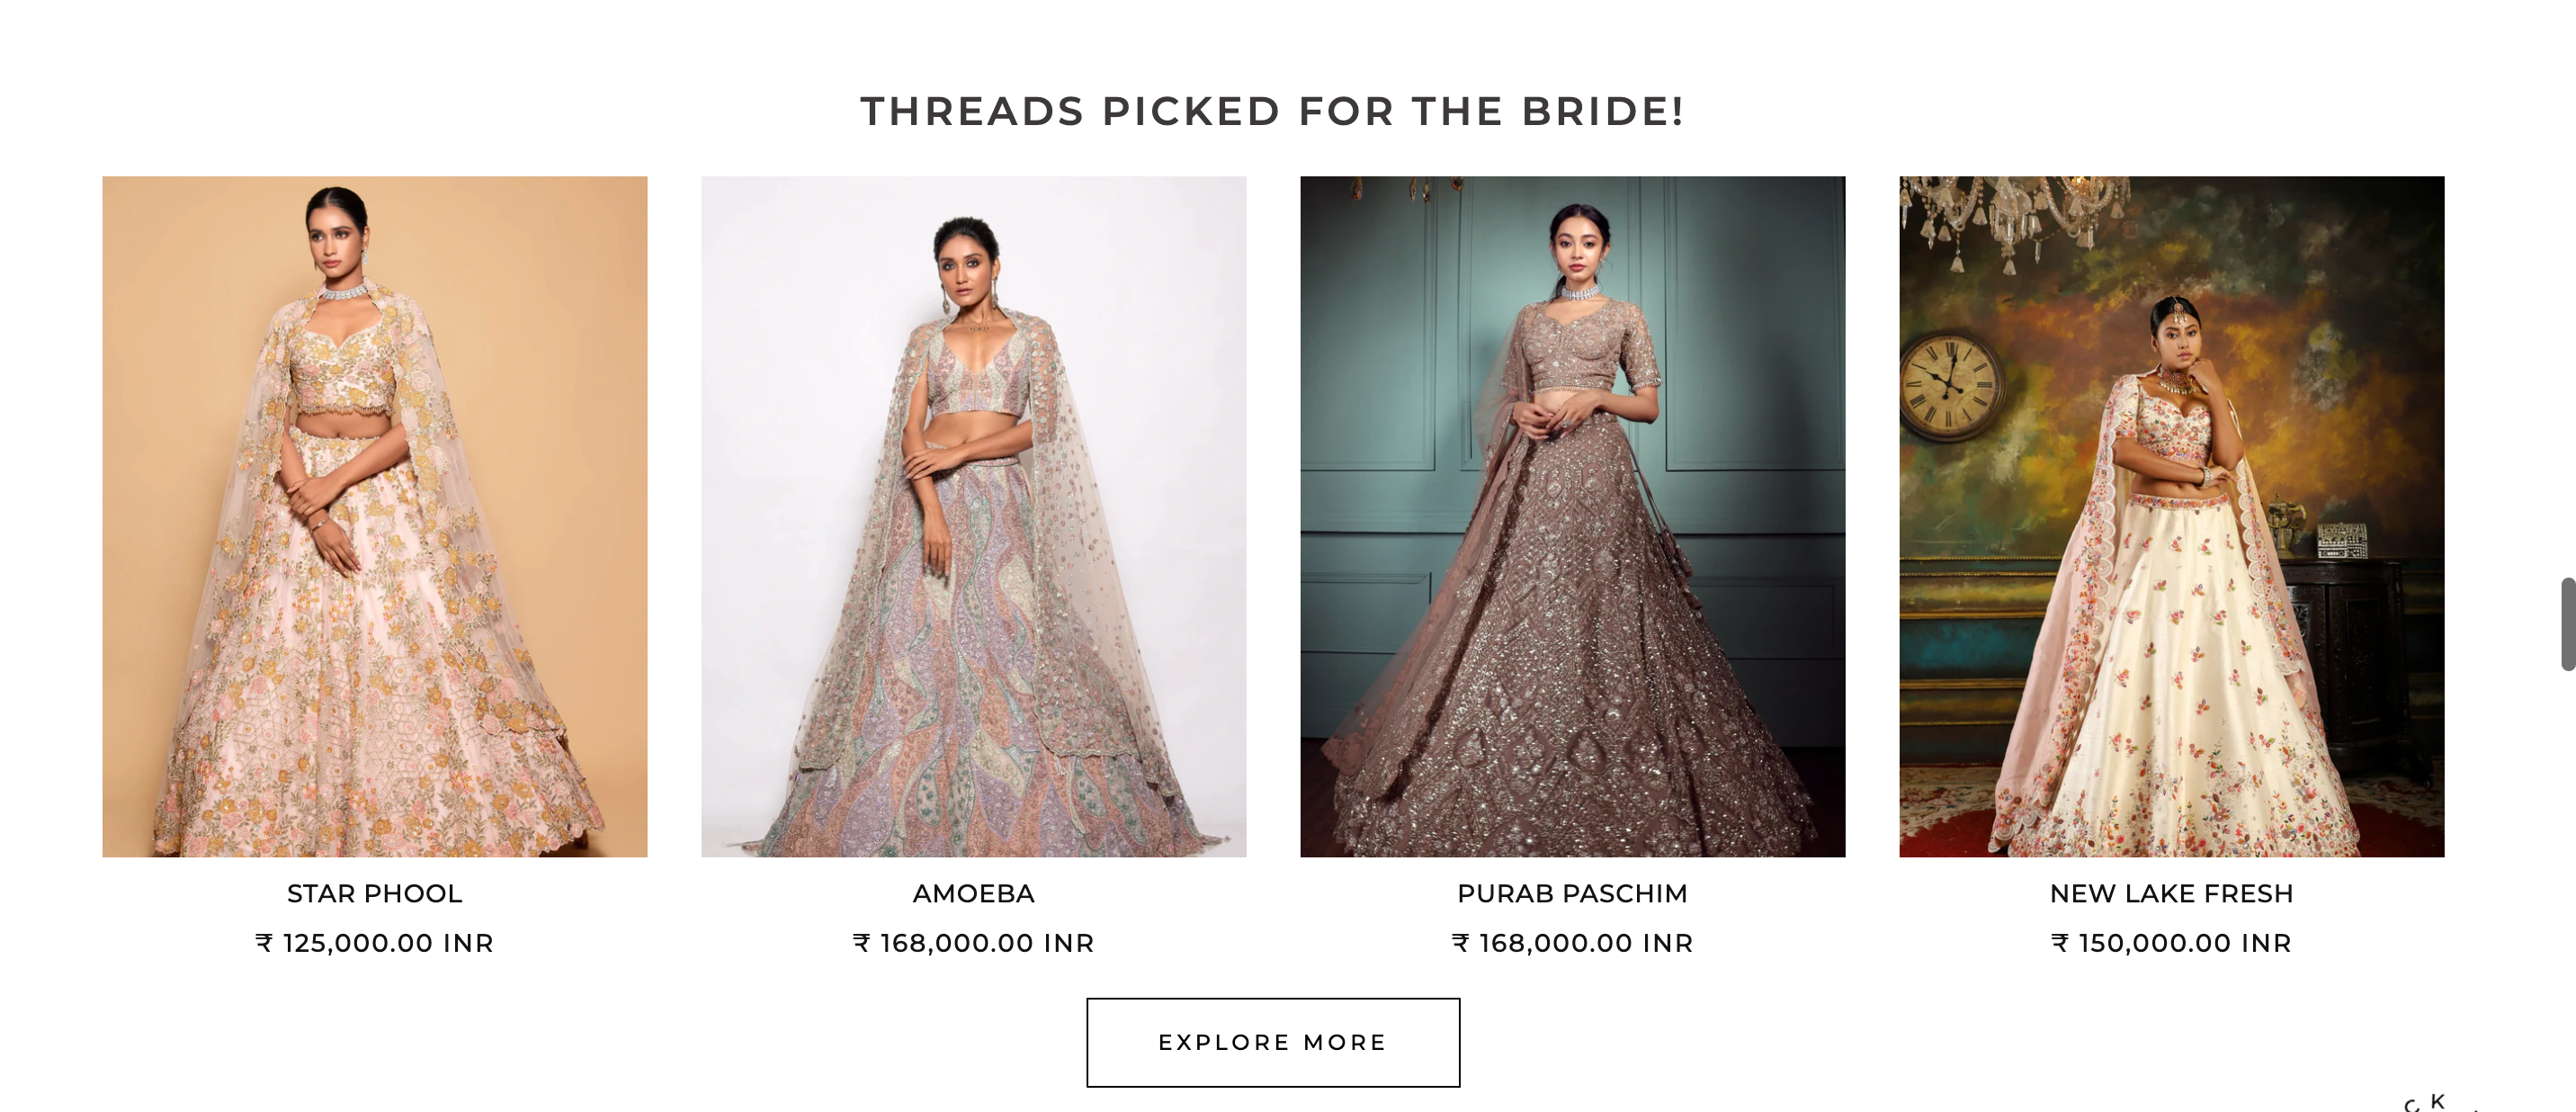 THREADS PICKED FOR THE BRIDE!
STAR PHOOL
₹ 125,000.00 INR
AMOEBA
₹ 168,000.00 INR
PURAB PASCHIM
₹ 168,000.00 INR
NEW LAKE FRESH
₹ 150,000.00 INR
EXPLORE MORE
C K